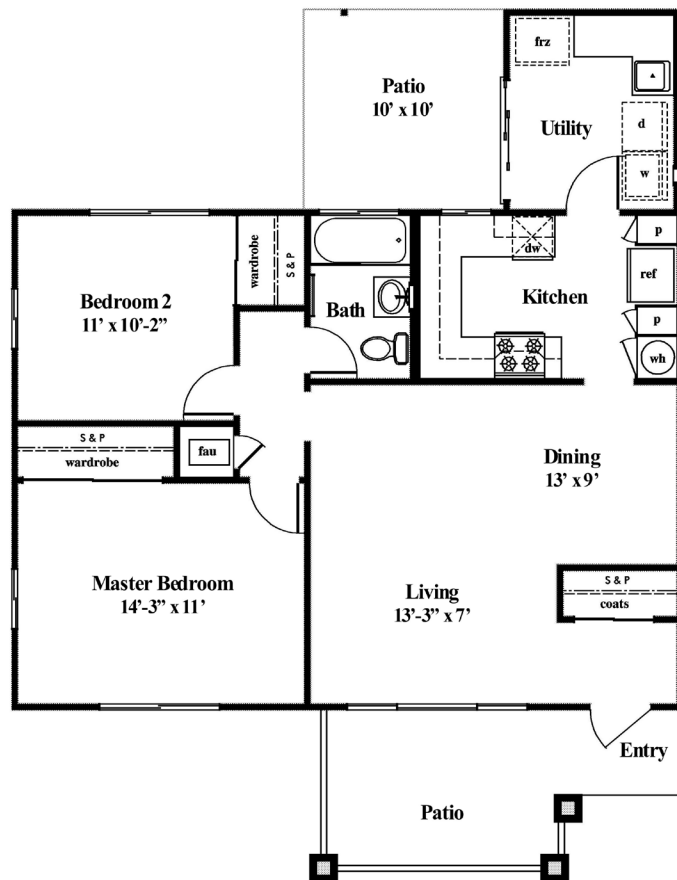 frz
Patio
10' x 10'
Utility
d
w
wardrobe
S & P
dw
p
Bedroom 2
11' x 10'-2”
Bath
Kitchen
ref
p
wh
S & P
wardrobe
fau
Dining
13' x 9'
Master Bedroom
14'-3” x 11'
Living
13'-3” x 7'
S & P
coats
Entry
Patio